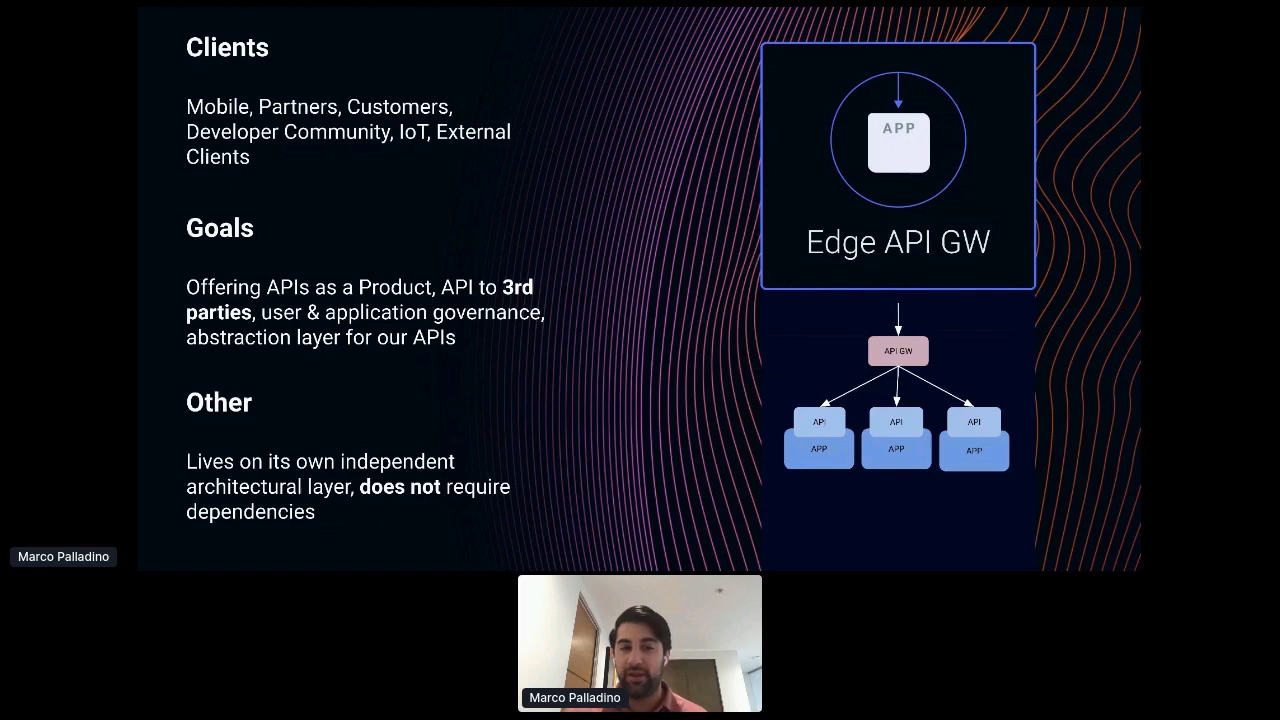 Clients
Mobile, Partners, Customers,
Developer Community, IoT, External
Clients
Goals
Offering APIs as a Product, API to 3rd
parties, user & application governance,
abstraction layer for our APIs
Other
Lives on its own independent
architectural layer, does not require
dependencies
APP
Edge API GW
API GW
API
API
API
APP
APP
APP
Marco Palladino
Marco Palladino